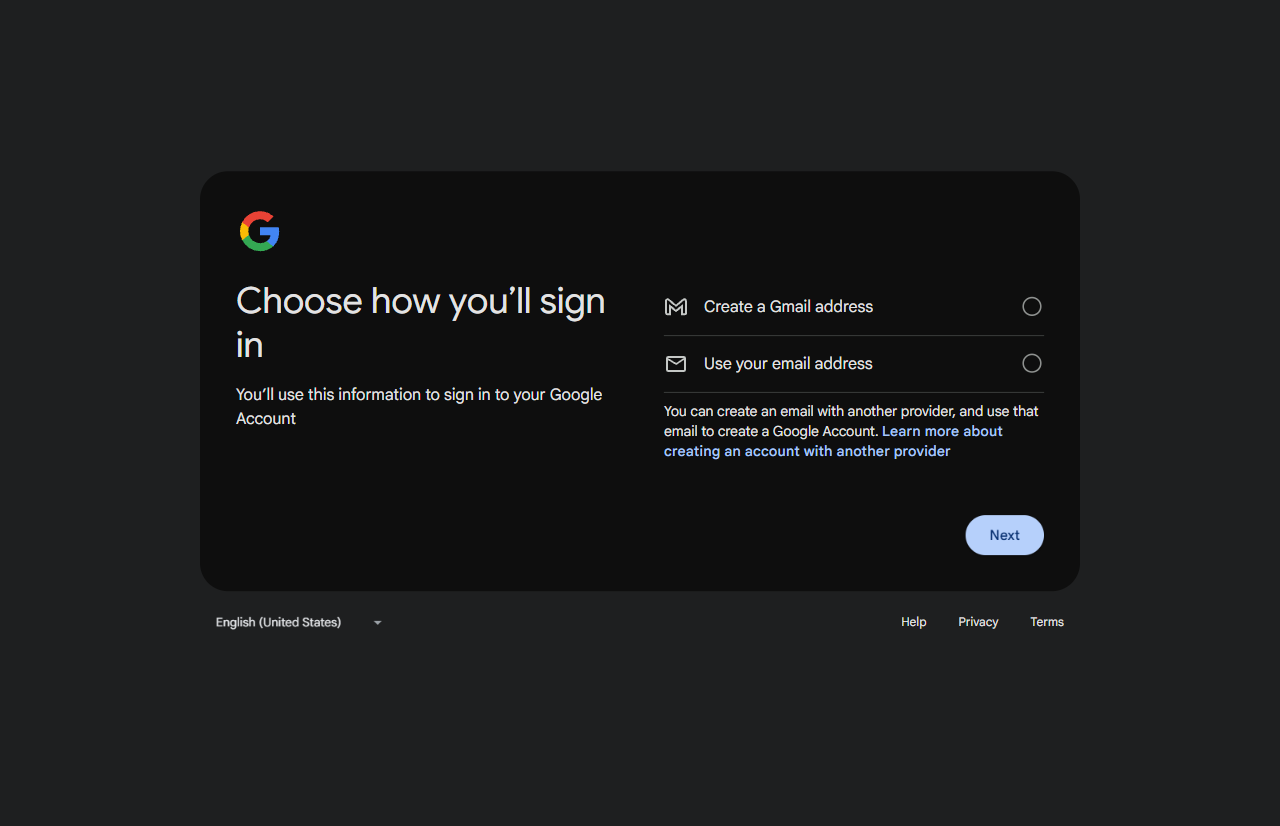 Choose how you’ll sign
in
You’ll use this information to sign in to your Google
Account
Create a Gmail address
Use your email address
You can create an email with another provider, and use that
email to create a Google Account. Learn more about
creating an account with another provider
Next
English (United States)
Help
Privacy
Terms